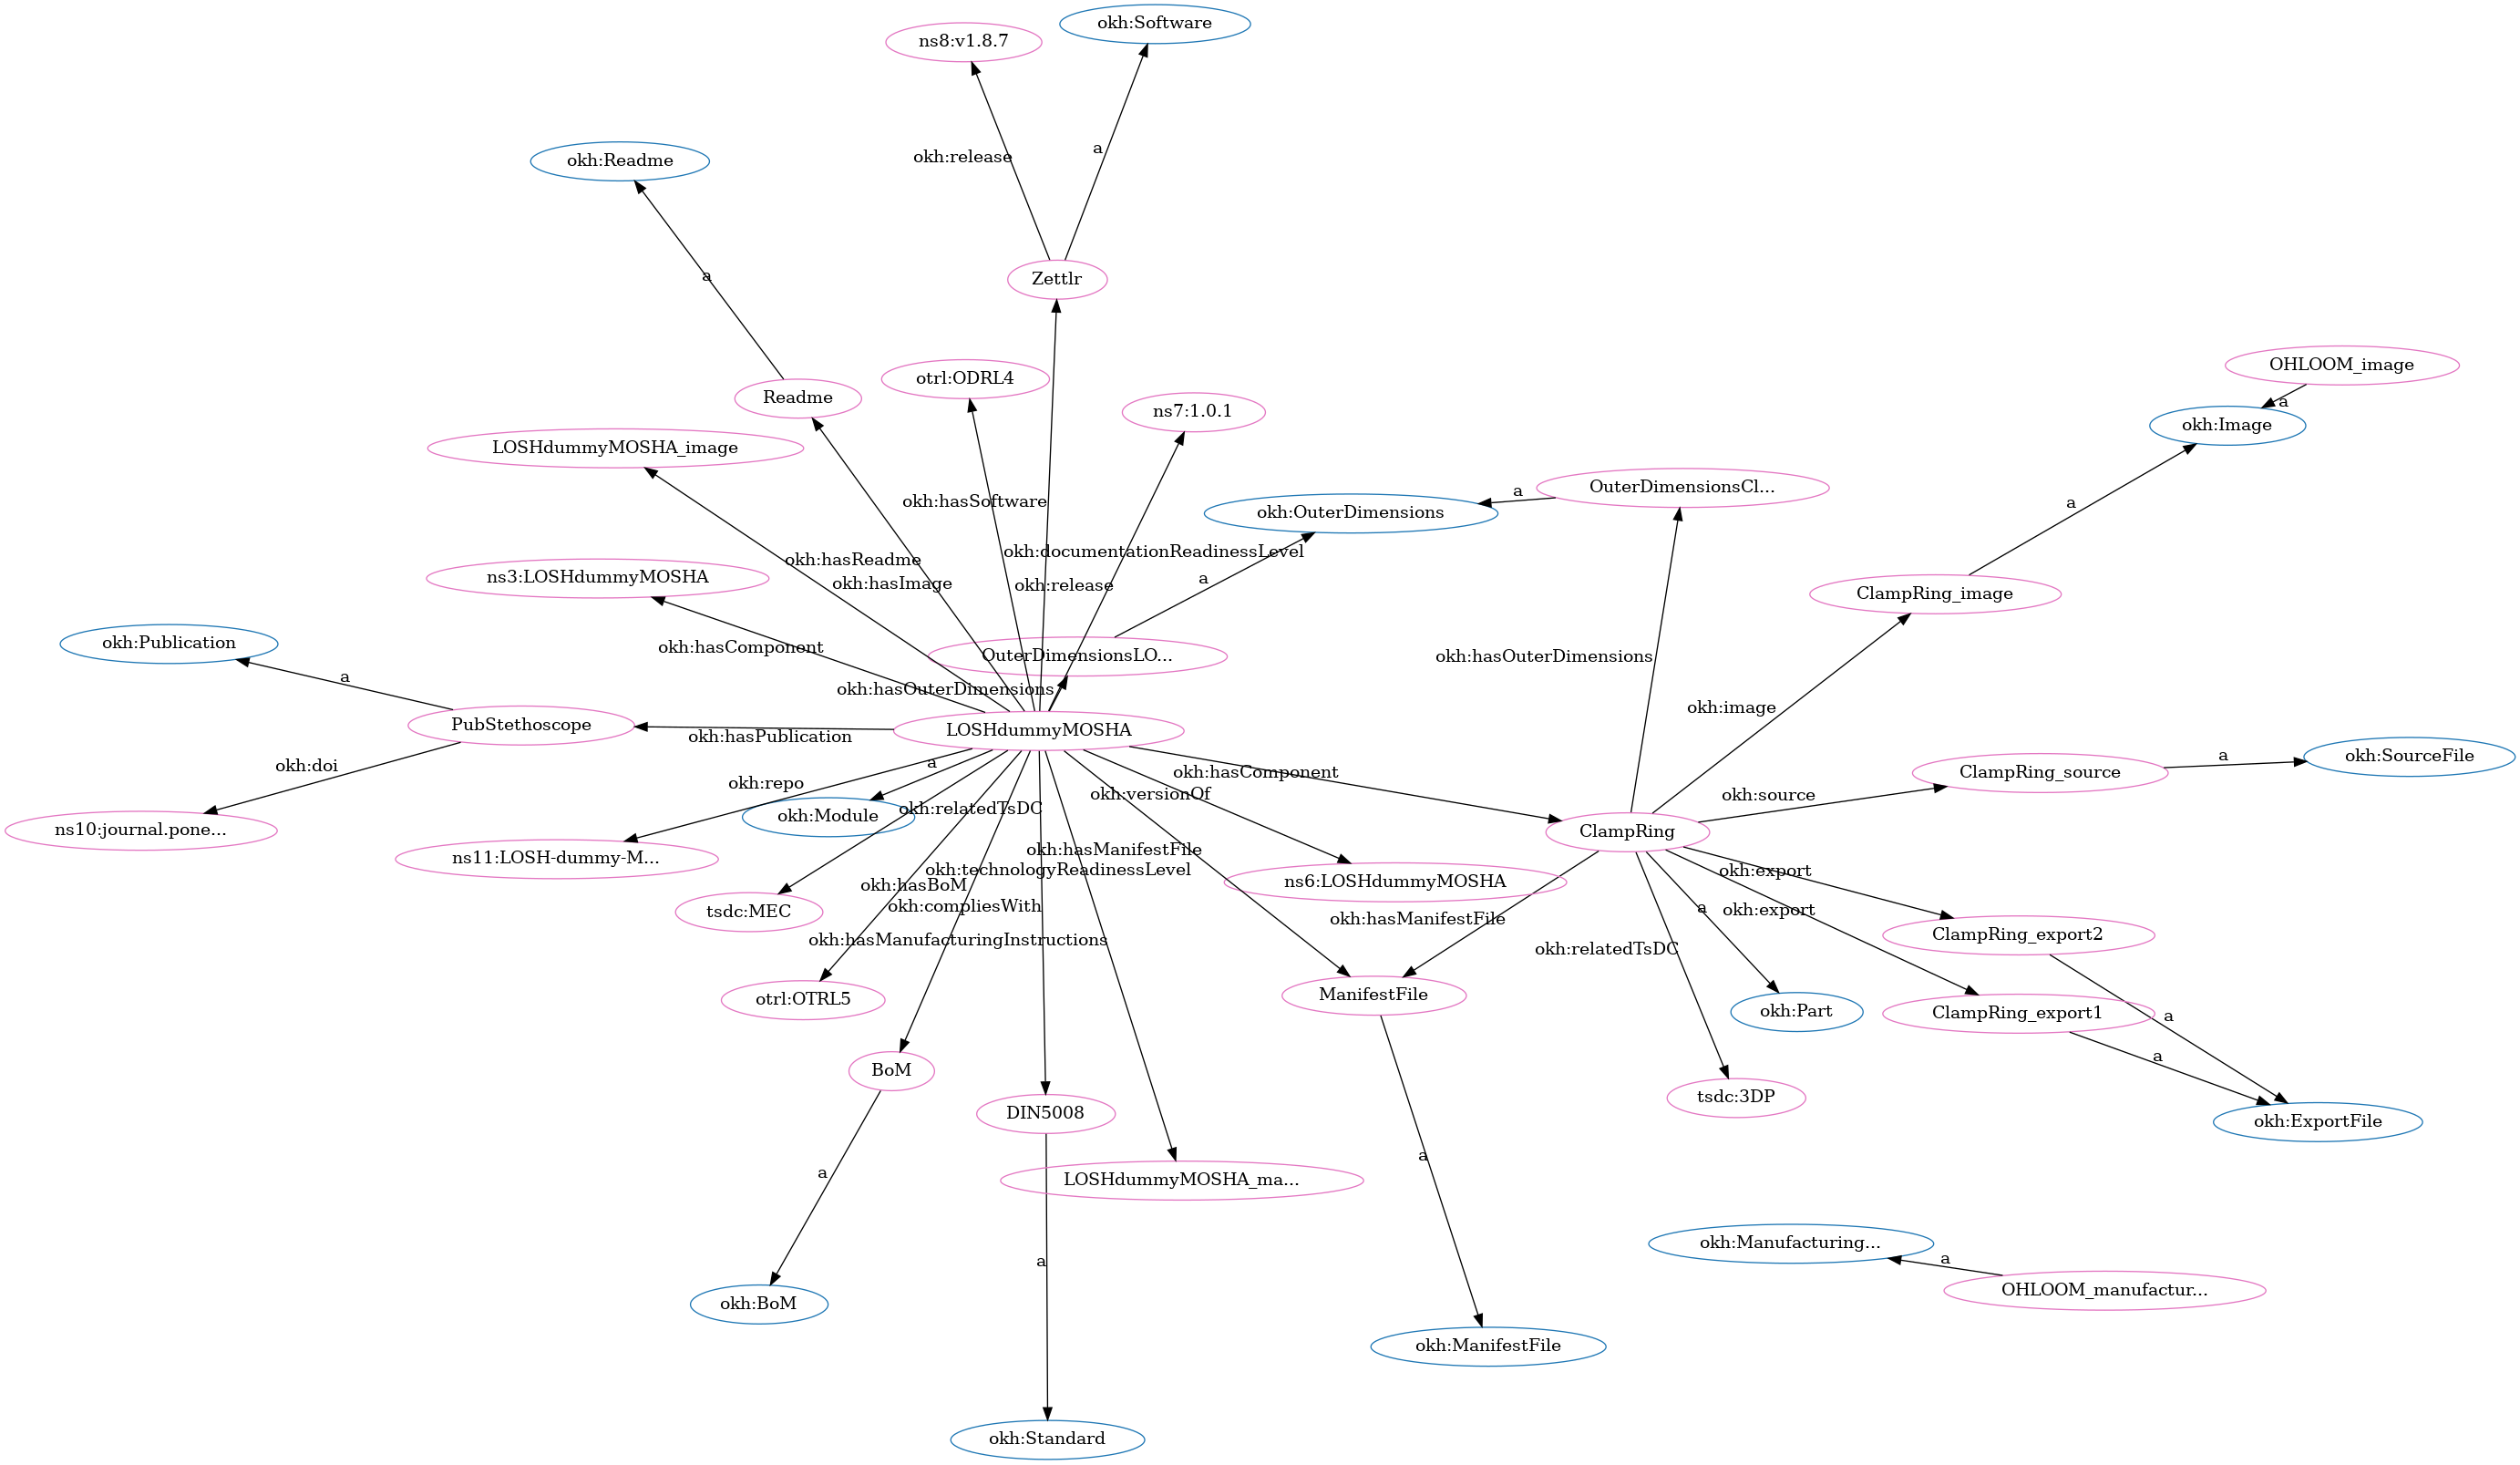 okh:Software
ns8:v1.8.7
okh:release
a
okh:Readme
a
Zettlr
OHLOOM_image
otrl:ODRL4
Readme
a
ns7:1.0.1
okh:Image
LOSHdummyMOSHA_image
okh:hasSoftware
OuterDimensionsCl...
a
okh:OuterDimensions
a
okh:documentationReadinessLevel
okh:hasReadme
okh:hasImage
okh:release
a
ns3:LOSHdummyMOSHA
ClampRing_image
okh:Publication
okh:hasComponent
OuterDimensionsLO...
okh:hasOuterDimensions
a
okh:hasOuterDimensions
okh:image
PubStethoscope
LOSHdummyMOSHA
okh:hasPublication
okh:doi
okh:repo
a
okh:hasComponent
ClampRing_source
a
okh:SourceFile
okh:versionOf
okh:source
okh:relatedTsDC
okh:Module
ns10:journal.pone...
ClampRing
ns11:LOSH-dummy-M...
okh:hasManifestFile
okh:technologyReadinessLevel
okh:export
okh:hasBoM
ns6:LOSHdummyMOSHA
tsdc:MEC
okh:compliesWith
okh:hasManifestFile
a
okh:export
ClampRing_export2
okh:hasManufacturingInstructions
okh:relatedTsDC
otrl:OTRL5
ManifestFile
okh:Part
ClampRing_export1
a
a
BoM
DIN5008
tsdc:3DP
okh:ExportFile
a
a
LOSHdummyMOSHA_ma...
a
okh:Manufacturing...
a
OHLOOM_manufactur...
okh:BoM
okh:ManifestFile
okh:Standard